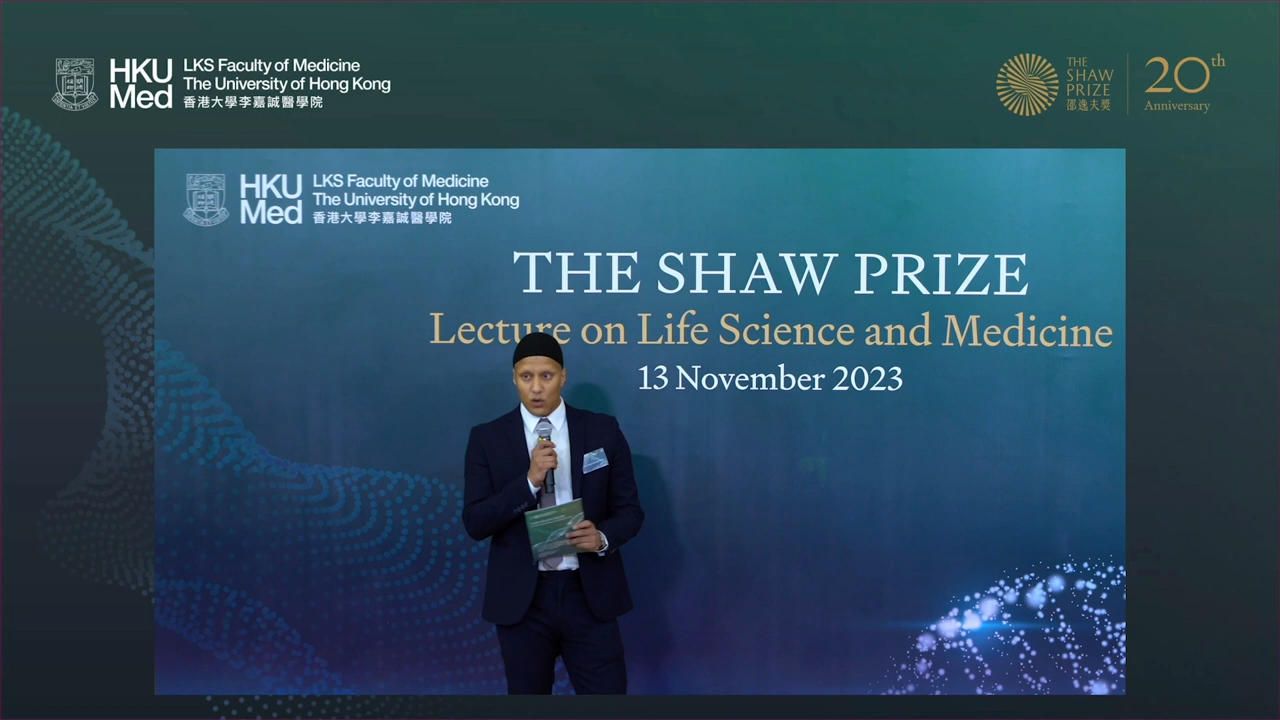 HKU
Med
LKS Faculty of Medicine
The University of Hong Kong
香港大學李嘉誠醫學院
THE
SHAW
PRIZE
邵逸夫獎
20th
Anniversary
HKU
Med
LKS Faculty of Medicine
The University of Hong Kong
香港大學李嘉誠醫學院
THE SHAW PRIZE
Lecture on Life Science and Medicine
13 November 2023